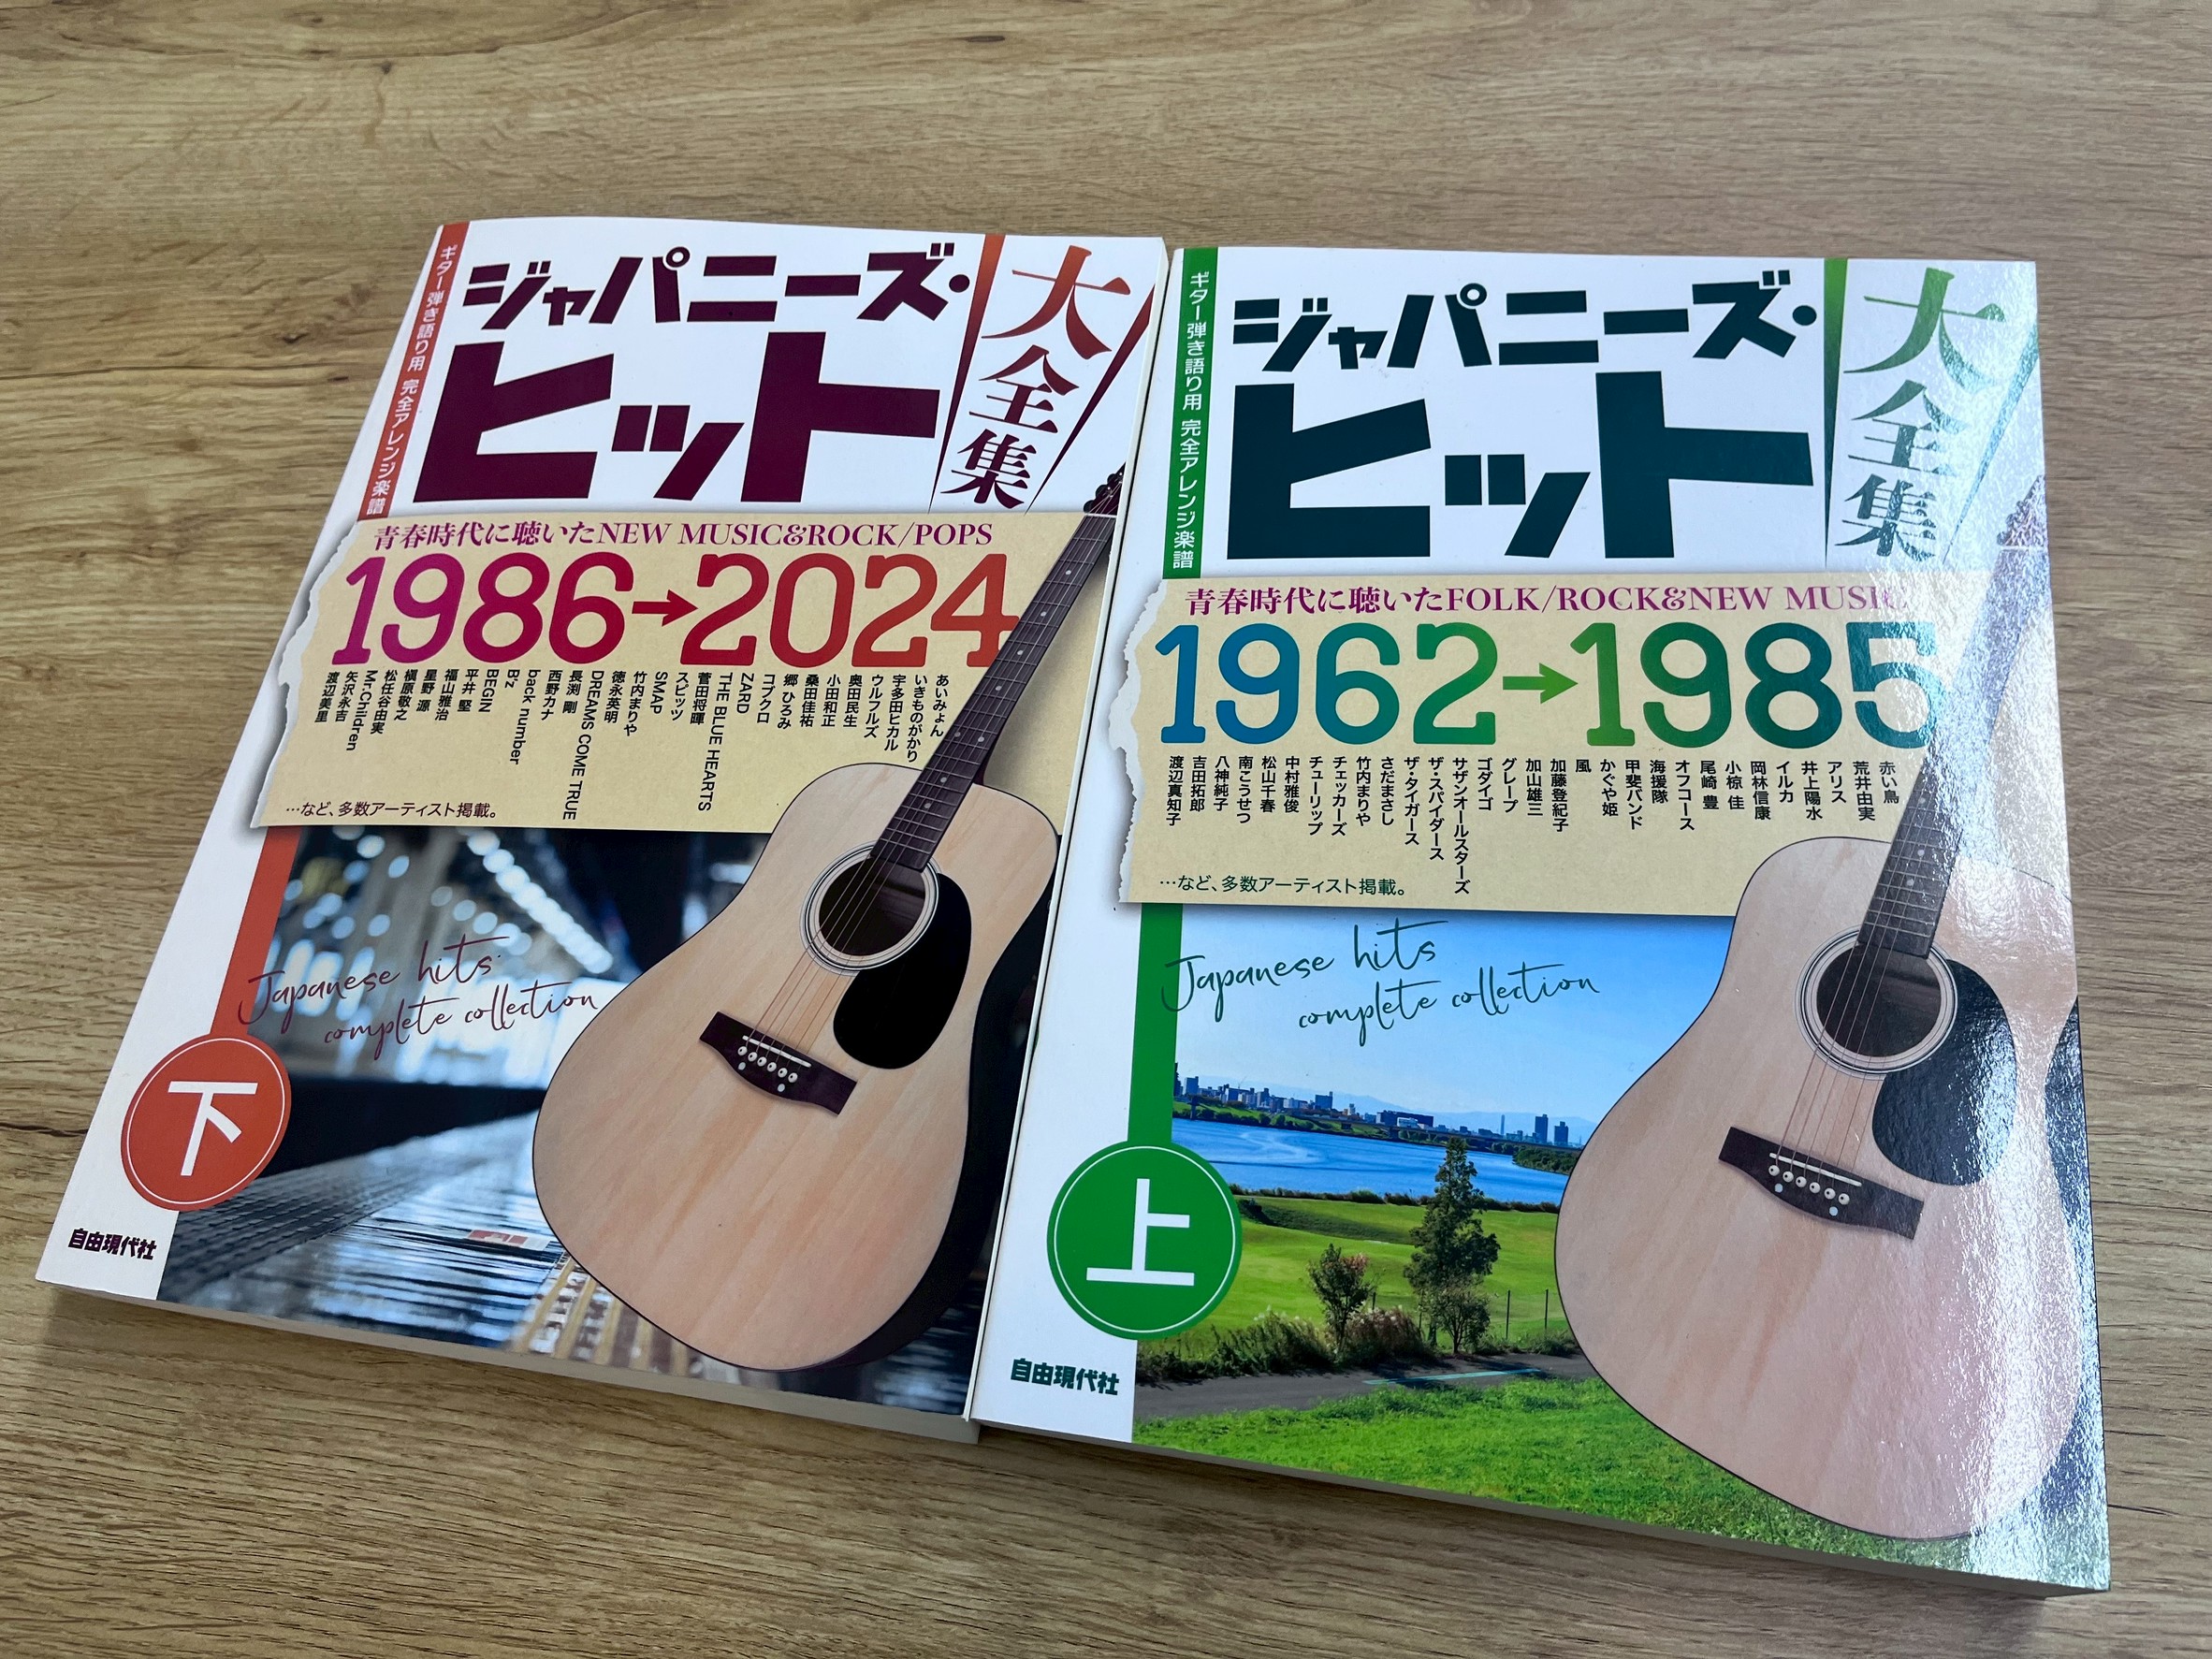 ギター弾き語り用 完全アレンジ楽譜
ジャパニーズ・
ヒット
大全集
青春時代に聴いたNEW MUSIC&ROCK/POPS
1986→2024
あいみょん
いきものがかり
宇多田ヒカル
ウルフルズ
奥田民生
小田和正
桑田佳祐
郷 ひろみ
コブクロ
ZARD
THE BLUE HEARTS
菅田将暉
スピッツ
SMAP
竹内まりや
徳永英明
DREAMS COME TRUE
長渕 剛
西野カナ
back number
B'z
BEGIN
平井 堅
福山雅治
星野 源
槇原敬之
松任谷由実
Mr.Children
矢沢永吉
渡辺美里
…など、多数アーティスト掲載。
Japanese hits
complete collection
下
自由現代社
ギター弾き語り用 完全アレンジ楽譜
ジャパニーズ・
ヒット
大全集
青春時代に聴いたFOLK/ROCK&NEW MUSIC
1962→1985
赤い鳥
荒井由実
アリス
井上陽水
イルカ
岡林信康
小椋 佳
尾崎 豊
オフコース
海援隊
甲斐バンド
かぐや姫
風
加藤登紀子
加山雄三
グレープ
ゴダイゴ
サザンオールスターズ
ザ・スパイダース
ザ・タイガース
さだまさし
竹内まりや
チェッカーズ
チューリップ
中村雅俊
松山千春
南こうせつ
八神純子
吉田拓郎
渡辺真知子
…など、多数アーティスト掲載。
Japanese hits
complete collection
上
自由現代社